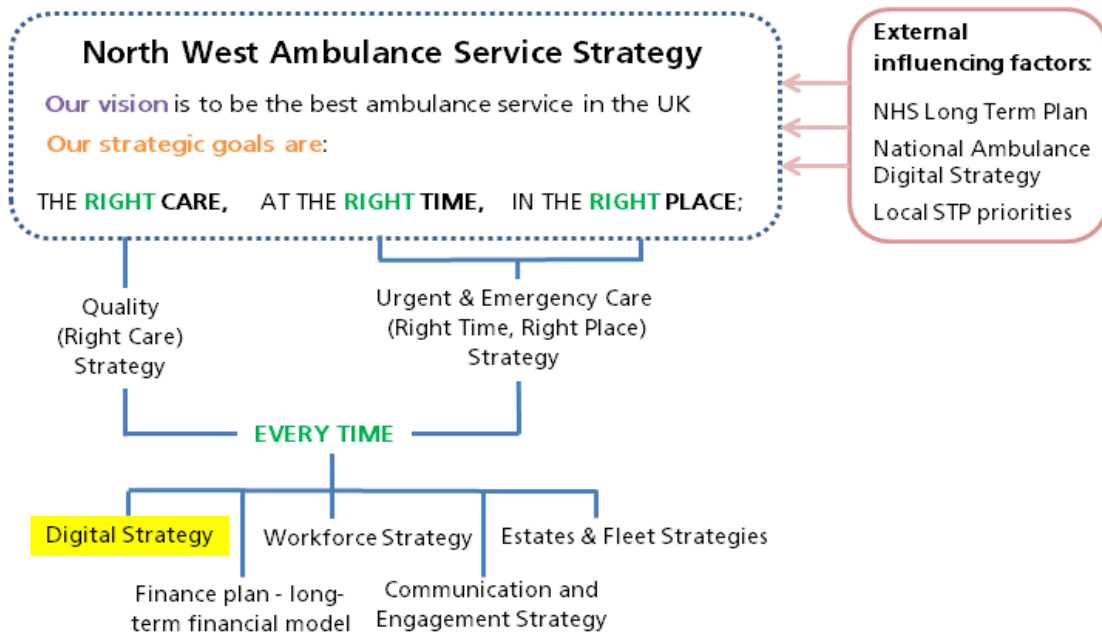 North West Ambulance Service Strategy
Our vision is to be the best ambulance service in the UK
Our strategic goals are:
THE RIGHT CARE, AT THE RIGHT TIME, IN THE RIGHT PLACE;
External
influencing factors:
NHS Long Term Plan
National Ambulance
Digital Strategy
Local STP priorities
Quality
(Right Care)
Strategy
Urgent & Emergency Care
(Right Time, Right Place)
Strategy
EVERY TIME
Digital Strategy
Workforce Strategy
Estates & Fleet Strategies
Finance plan - long-
term financial model
Communication and
Engagement Strategy